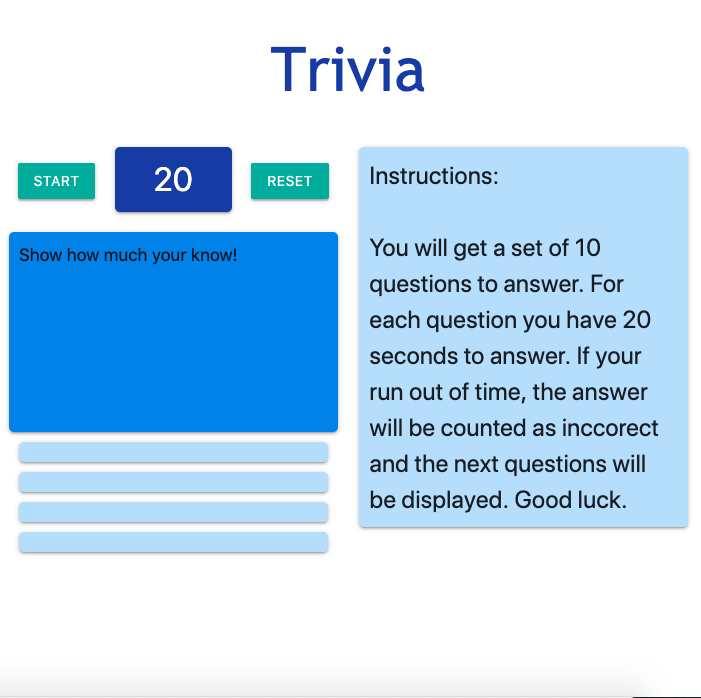 Trivia
START
20
RESET
Show how much your know!
Instructions:
You will get a set of 10
questions to answer. For
each question you have 20
seconds to answer. If your
run out of time, the answer
will be counted as inccorect
and the next questions will
be displayed. Good luck.